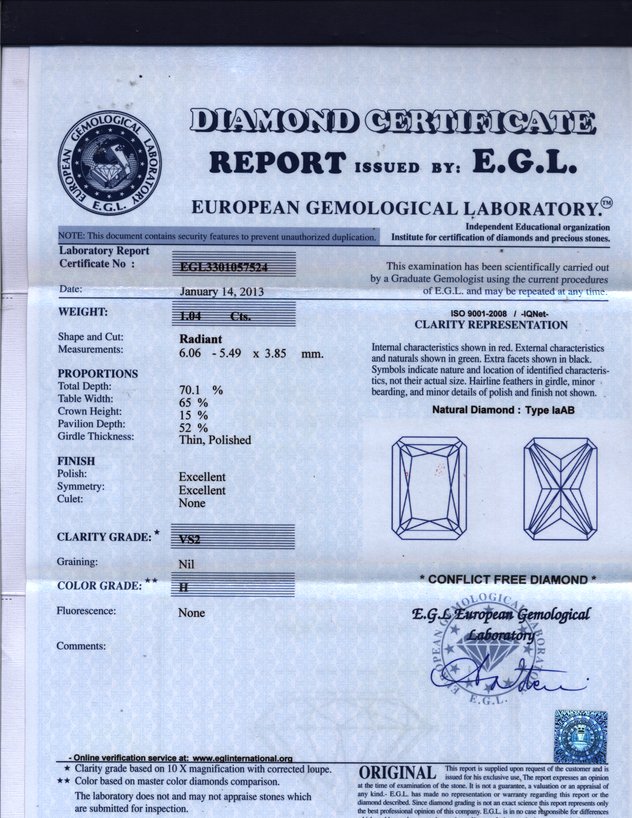 DIAMOND CERTIFICATE
REPORT ISSUED BY: E.G.L.
EUROPEAN GEMOLOGICAL LABORATORY.™
EUROPEAN GEMOLOGICAL LABORATORY
E.G.L.
Independent Educational organization
Institute for certification of diamonds and precious stones.
NOTE: This document contains security features to prevent unauthorized duplication.
Laboratory Report
Certificate No : EGL3301057524
Date: January 14, 2013
WEIGHT: 1.04 Cts.
Shape and Cut: Radiant
Measurements: 6.06 - 5.49 x 3.85 mm.
PROPORTIONS
Total Depth: 70.1 %
Table Width: 65 %
Crown Height: 15 %
Pavilion Depth: 52 %
Girdle Thickness: Thin, Polished
FINISH
Polish: Excellent
Symmetry: Excellent
Culet: None
CLARITY GRADE: * VS2
Graining: Nil
COLOR GRADE: ** H
Fluorescence: None
Comments:
- Online verification service at: www.eglinternational.org
★ Clarity grade based on 10 X magnification with corrected loupe.
★★ Color based on master color diamonds comparison.
The laboratory does not and may not appraise stones which
are submitted for inspection.
This examination has been scientifically carried out
by a Graduate Gemologist using the current procedures
of E.G.L. and may be repeated at any time.
ISO 9001-2008 / -IQNet-
CLARITY REPRESENTATION
Internal characteristics shown in red. External characteristics
and naturals shown in green. Extra facets shown in black.
Symbols indicate nature and location of identified characteris-
tics, not their actual size. Hairline feathers in girdle, minor
bearding, and minor details of polish and finish not shown.
Natural Diamond : Type IaAB
* CONFLICT FREE DIAMOND *
E.G.L European Gemological
Laboratory
EUROPEAN GEMOLOGICAL LABORATORY
E.G.L.
ORIGINAL This report is supplied upon request of the customer and is
issued for his exclusive use, The report expresses an opinion
at the time of examination of the stone. It is not a guarantee, a valuation or an appraisal of
any kind.- E.G.L. has made no representation or warranty regarding this report or the
diamond described. Since diamond grading is not an exact science this report represents only
the best professional opinion of this company. E.G.L. is in no case responsible for differences